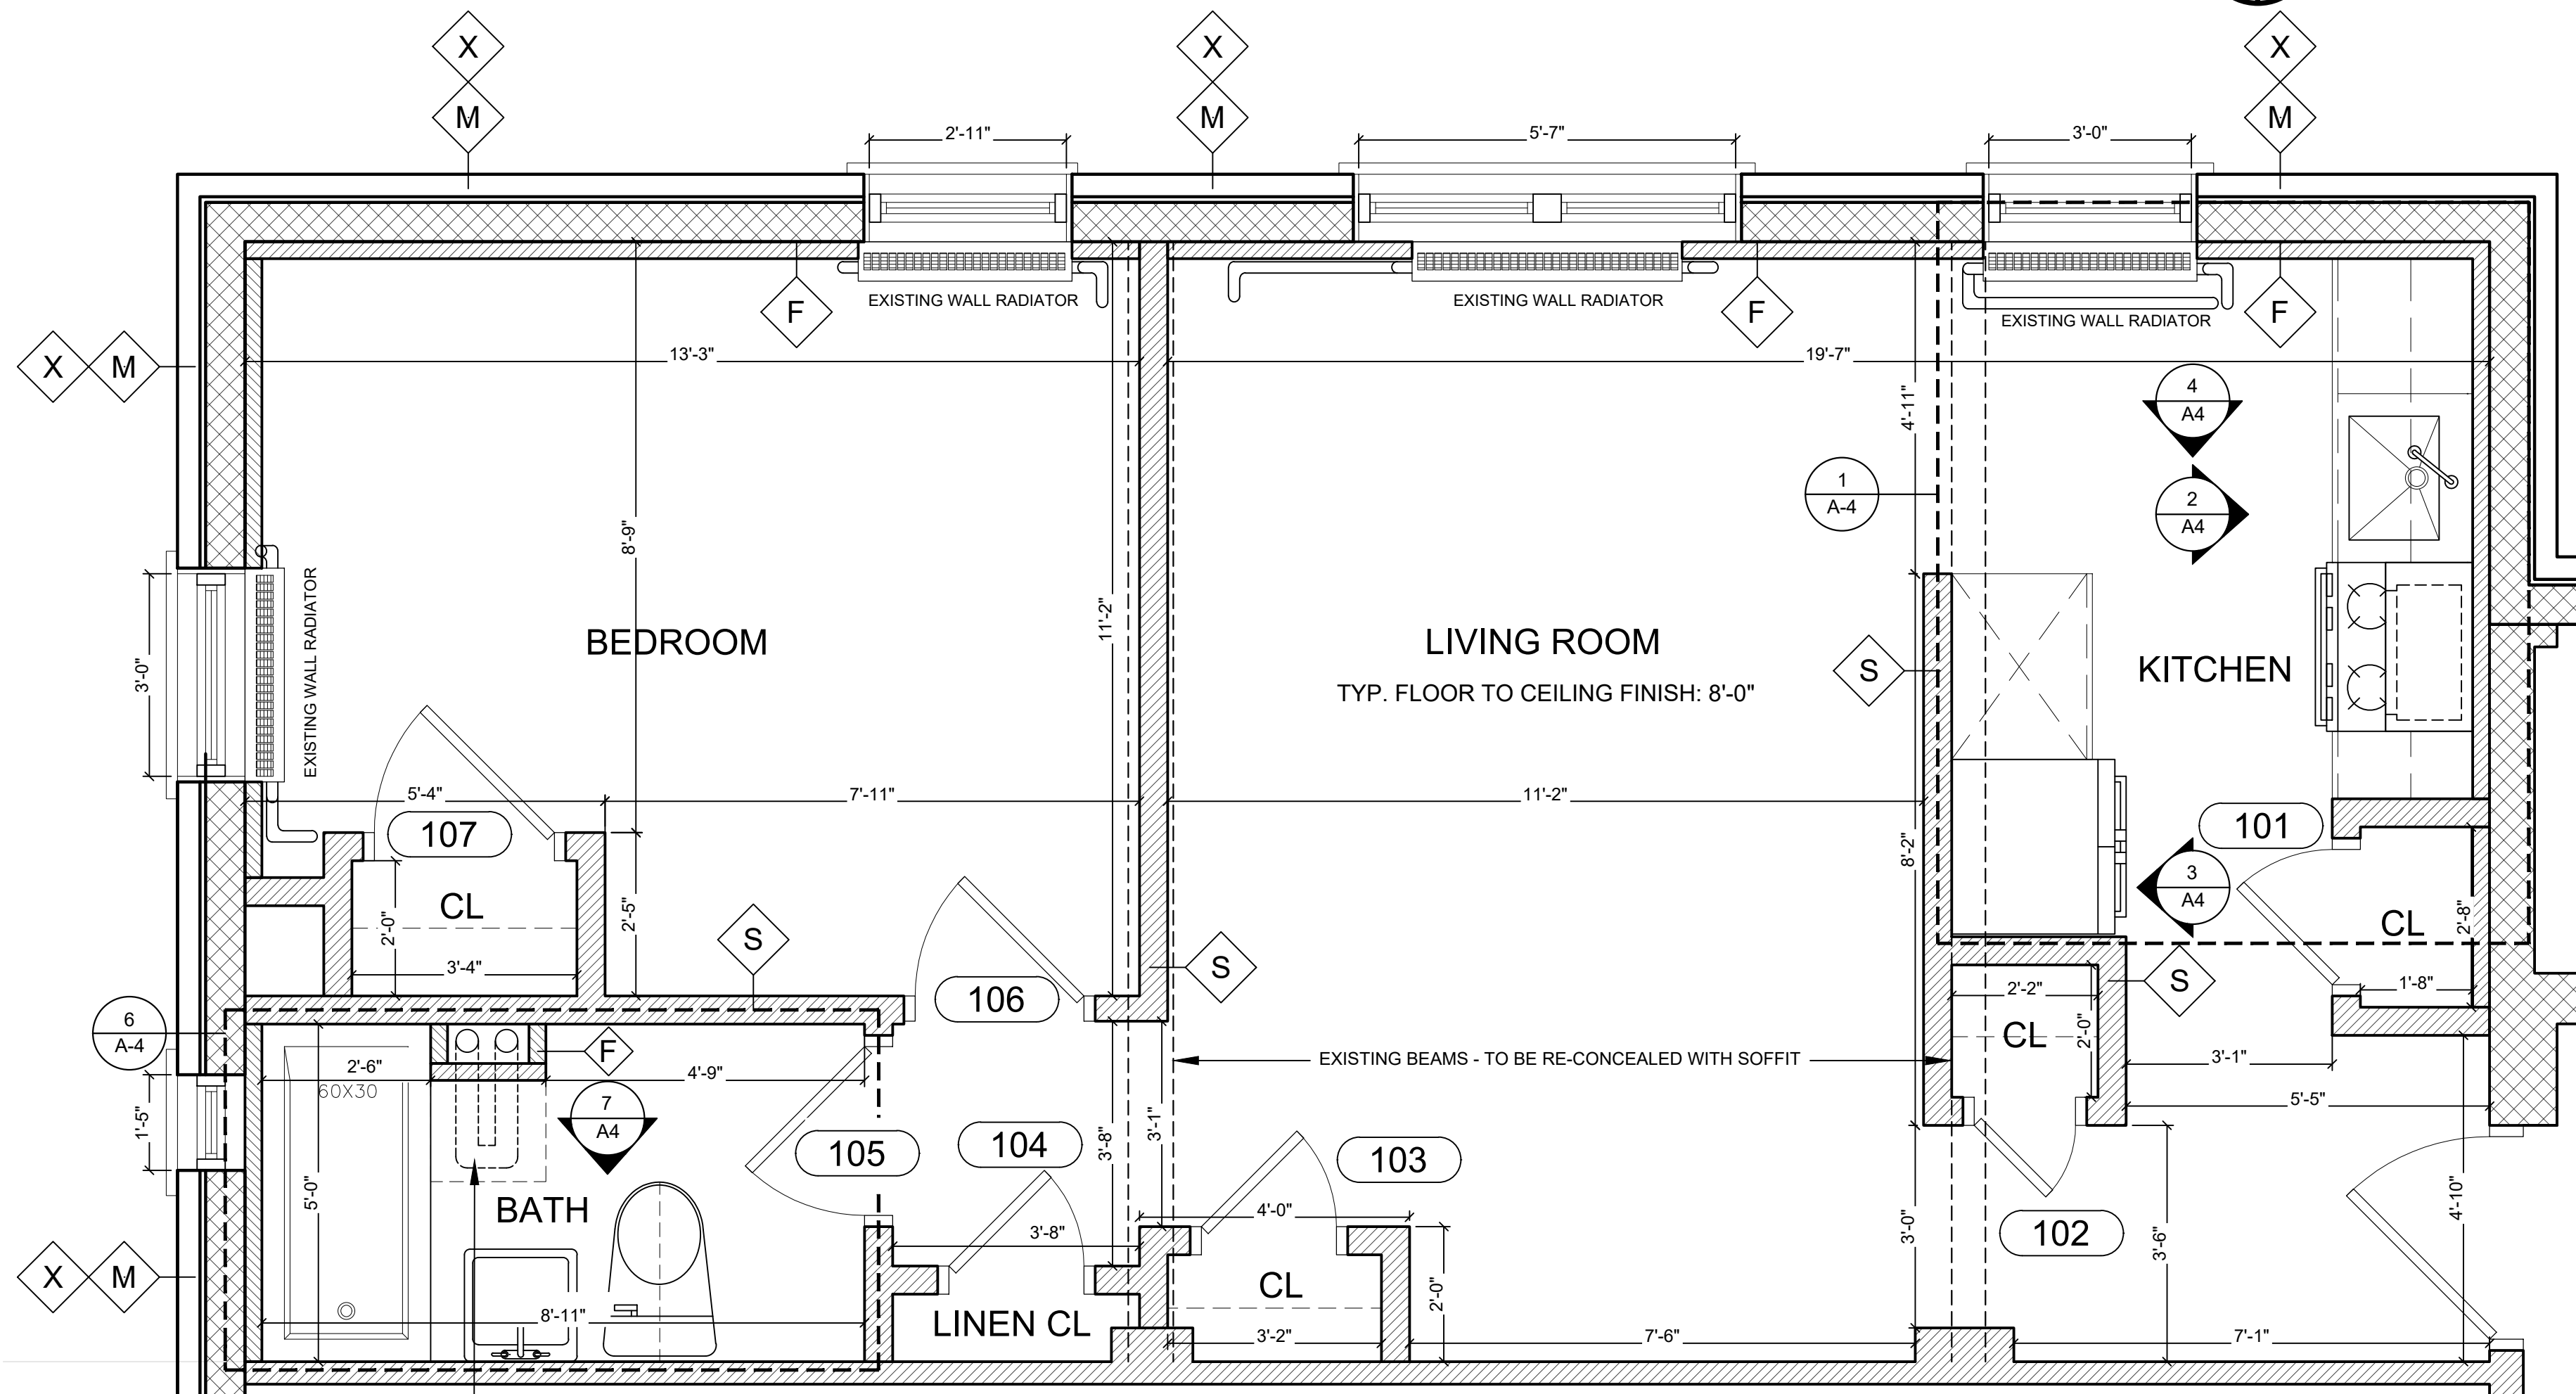 X
X
X
M
M
M
2'-11"
5'-7"
3'-0"
EXISTING WALL RADIATOR
EXISTING WALL RADIATOR
EXISTING WALL RADIATOR
F
F
F
13'-3"
19'-7"
X
M
4
A4
4'-11"
1
A-4
2
A4
8'-9"
11'-2"
3'-0"
EXISTING WALL RADIATOR
BEDROOM
LIVING ROOM
TYP. FLOOR TO CEILING FINISH: 8'-0"
S
KITCHEN
5'-4"
7'-11"
11'-2"
107
101
8'-2"
3
A4
CL
2'-0"
2'-5"
3'-4"
S
S
CL
2'-8"
1'-8"
S
106
2'-2"
CL
2'-0"
6
A-4
F
2'-6"
60X30
4'-9"
EXISTING BEAMS - TO BE RE-CONCEALED WITH SOFFIT
3'-1"
5'-5"
1'-5"
7
A4
105
104
3'-8"
3'-1"
103
5'-0"
BATH
4'-0"
3'-0"
102
3'-6"
4'-10"
3'-8"
X
M
CL
2'-0"
8'-11"
LINEN CL
3'-2"
7'-6"
7'-1"